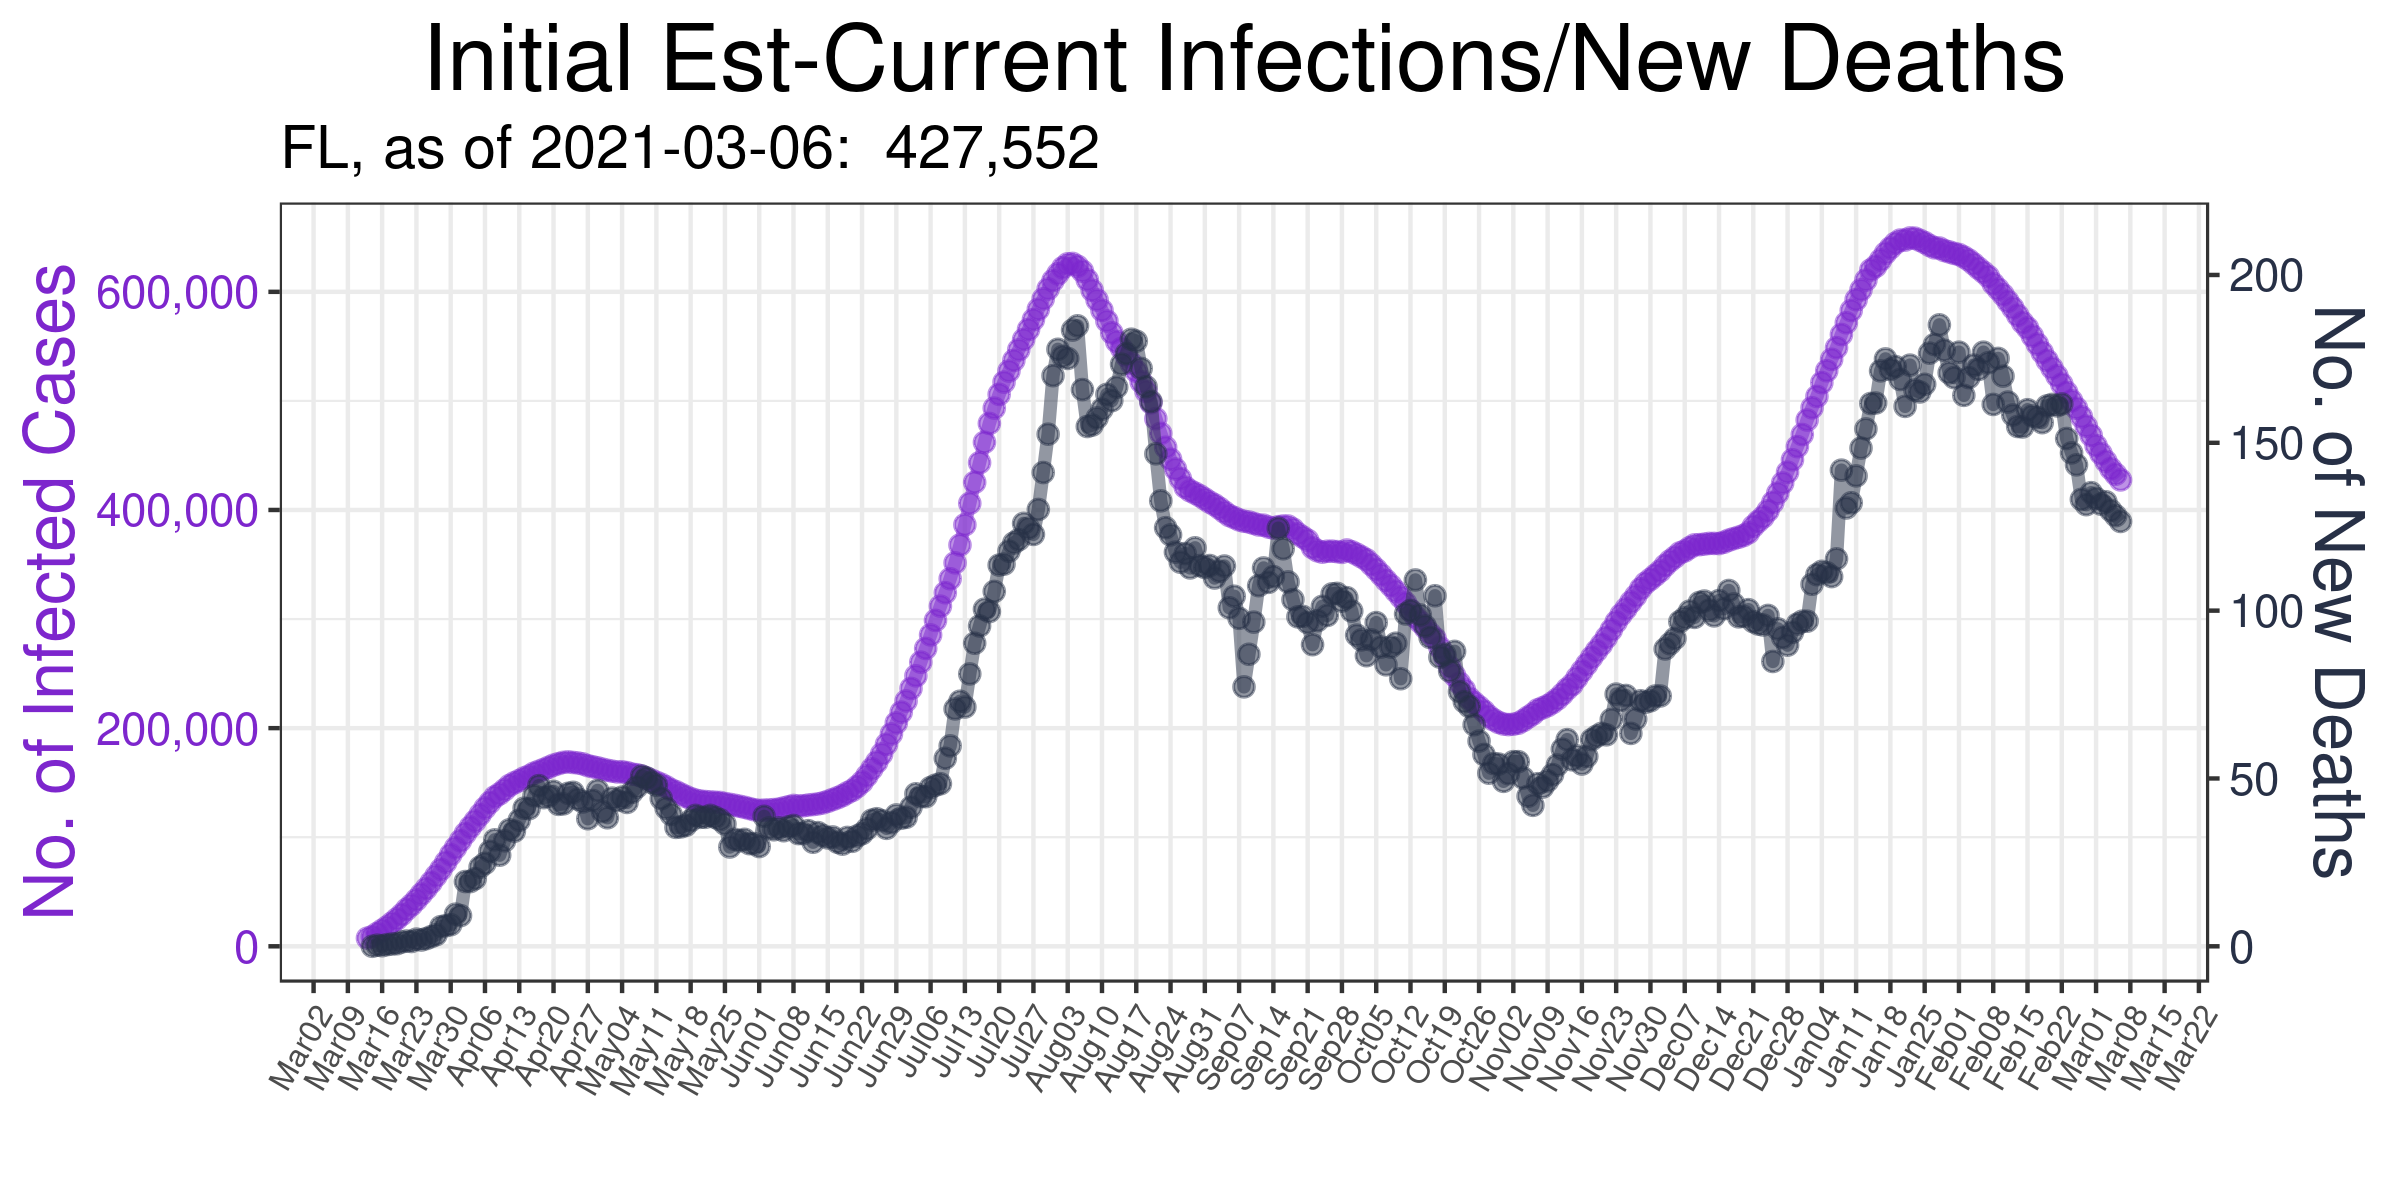 Initial Est-Current Infections/New Deaths
FL, as of 2021-03-06:  427,552
No. of Infected Cases
600,000
400,000
200,000
0
200
150
100
50
0
No. of New Deaths
Mar02
Mar09
Mar16
Mar23
Mar30
Apr06
Apr13
Apr20
Apr27
May04
May11
May18
May25
Jun01
Jun08
Jun15
Jun22
Jun29
Jul06
Jul13
Jul20
Jul27
Aug03
Aug10
Aug17
Aug24
Aug31
Sep07
Sep14
Sep21
Sep28
Oct05
Oct12
Oct19
Oct26
Nov02
Nov09
Nov16
Nov23
Nov30
Dec07
Dec14
Dec21
Dec28
Jan04
Jan11
Jan18
Jan25
Feb01
Feb08
Feb15
Feb22
Mar01
Mar08
Mar15
Mar22